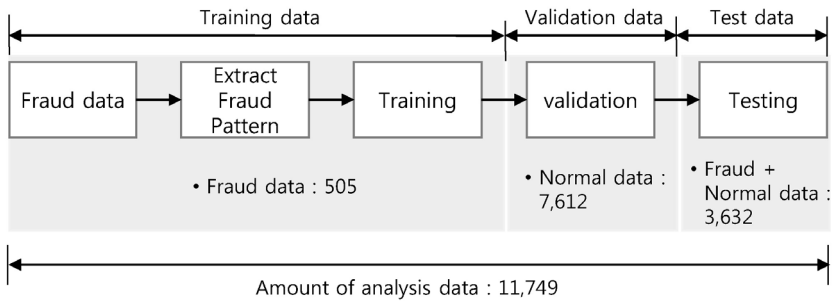 Training data
Validation data
Test data
Fraud data
Extract
Fraud
Pattern
Training
validation
Testing
• Fraud data : 505
• Normal data :
7,612
• Fraud +
Normal data :
3,632
Amount of analysis data : 11,749